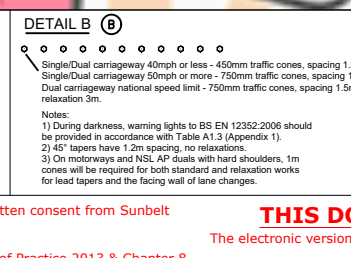 DETAIL B B
Single/Dual carriageway 40mph or less - 450mm traffic cones, spacing 1.
Single/Dual carriageway 50mph or more - 750mm traffic cones, spacing 1
Dual carriageway national speed limit - 750mm traffic cones, spacing 1.5m
relaxation 3m.
Notes:
1) During darkness, warning lights to BS EN 12352:2006 should
be provided in accordance with Table A1.3 (Appendix 1).
2) 45° tapers have 1.2m spacing, no relaxations.
3) On motorways and NSL AP duals with hard shoulders, 1m
cones will be required for both standard and relaxation works
for lead tapers and the facing wall of lane changes.
tten consent from Sunbelt
THIS DO
The electronic version
of Practice 2013 & Chapter 8